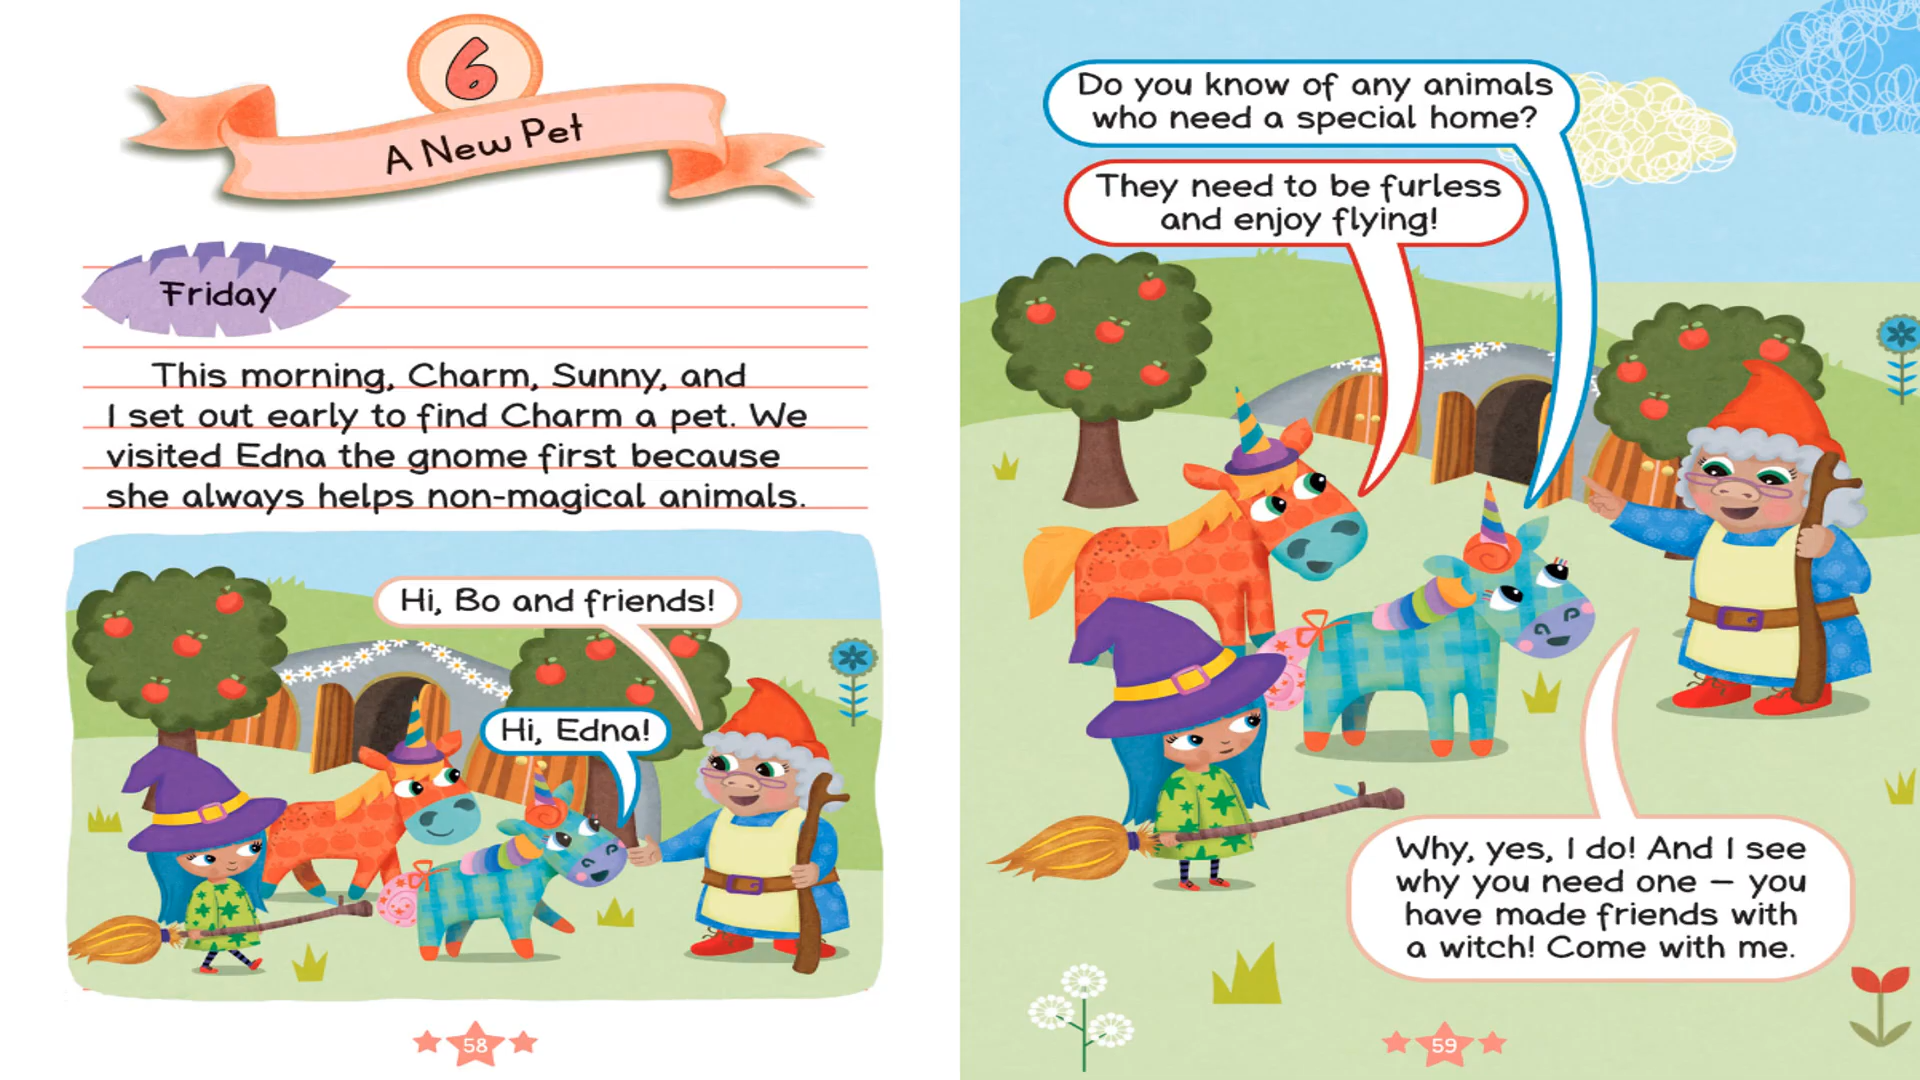 6
A New Pet
Friday
This morning, Charm, Sunny, and
I set out early to find Charm a pet. We
visited Edna the gnome first because
she always helps non-magical animals.
Hi, Bo and friends!
Hi, Edna!
58
Do you know of any animals
who need a special home?
They need to be furless
and enjoy flying!
Why, yes, I do! And I see
why you need one – you
have made friends with
a witch! Come with me.
59